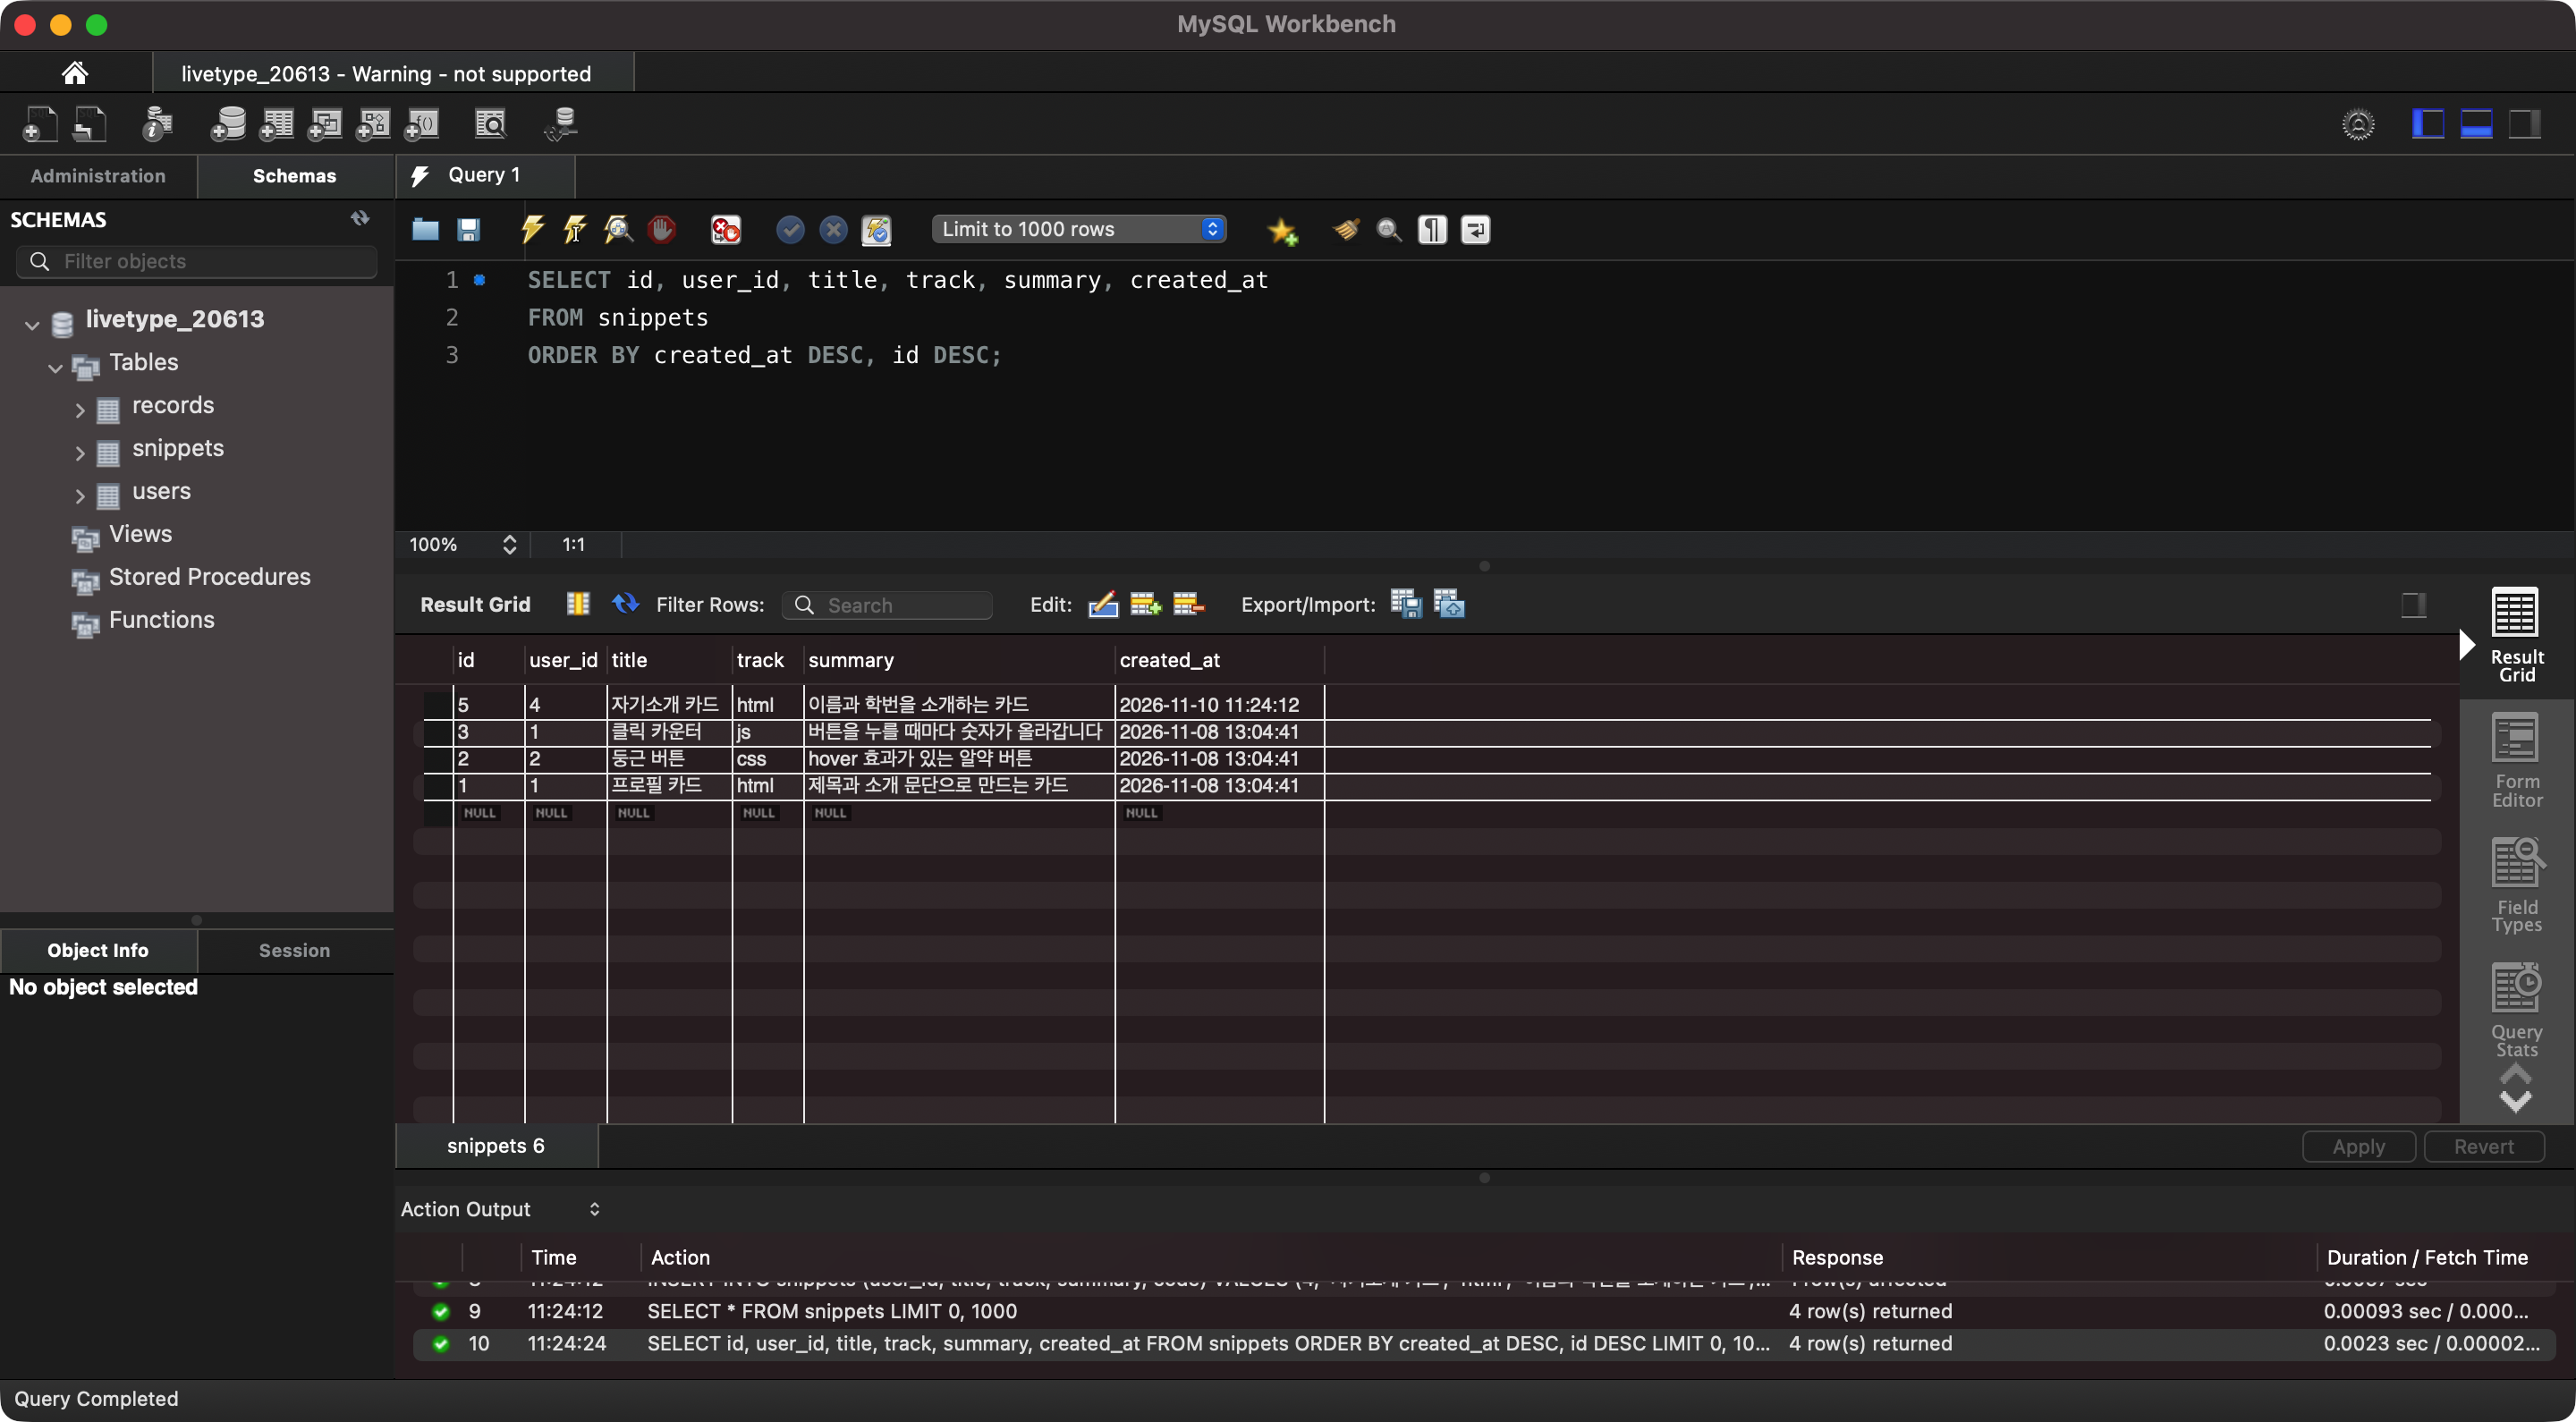 MySQL Workbench
livetype_20613 - Warning - not supported
Administration
Schemas
Query 1
SCHEMAS
Filter objects
livetype_20613
Tables
records
snippets
users
Views
Stored Procedures
Functions
Limit to 1000 rows
1 SELECT id, user_id, title, track, summary, created_at
2 FROM snippets
3 ORDER BY created_at DESC, id DESC;
100% 1:1
Result Grid Filter Rows: Search Edit: Export/Import:
id user_id title track summary created_at
5 4 자기소개 카드 html 이름과 학번을 소개하는 카드 2026-11-10 11:24:12
3 1 클릭 카운터 js 버튼을 누를 때마다 숫자가 올라갑니다 2026-11-08 13:04:41
2 2 둥근 버튼 css hover 효과가 있는 알약 버튼 2026-11-08 13:04:41
1 1 프로필 카드 html 제목과 소개 문단으로 만드는 카드 2026-11-08 13:04:41
NULL NULL NULL NULL NULL NULL
Result
Grid
Form
Editor
Field
Types
Query
Stats
Object Info
Session
No object selected
snippets 6
Apply
Revert
Action Output
Time Action Response Duration / Fetch Time
9 11:24:12 SELECT * FROM snippets LIMIT 0, 1000 4 row(s) returned 0.00093 sec / 0.000...
10 11:24:24 SELECT id, user_id, title, track, summary, created_at FROM snippets ORDER BY created_at DESC, id DESC LIMIT 0, 10... 4 row(s) returned 0.0023 sec / 0.00002...
Query Completed